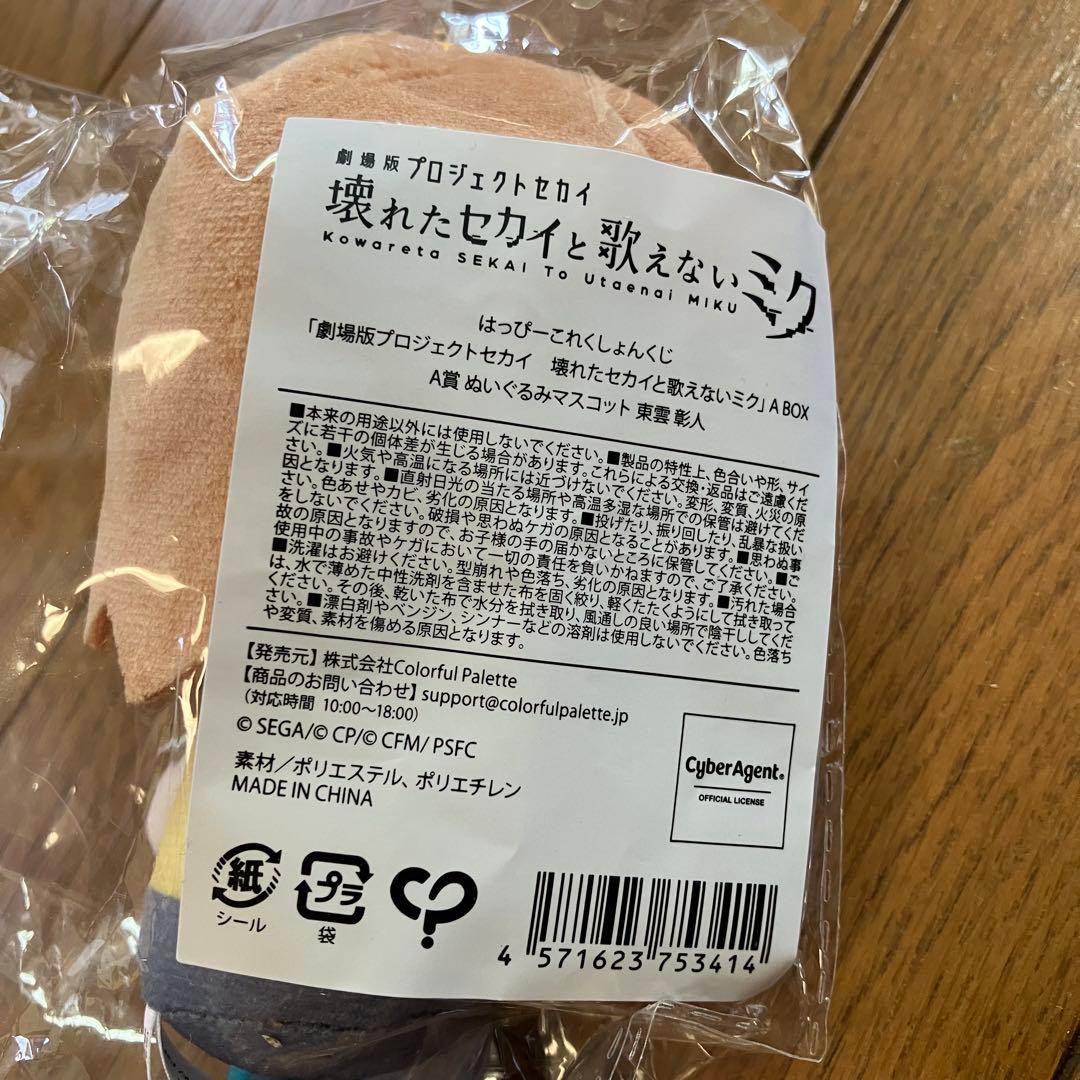 劇場版 プロジェクトセカイ
壊れたセカイと歌えないミク
Kowareta SEKAI To Utaenai MIKU
はっぴーこれくしょんくじ
「劇場版プロジェクトセカイ　壊れたセカイと歌えないミク」A BOX
A賞 ぬいぐるみマスコット 東雲 彰人
■本来の用途以外には使用しないでください。■製品の特性上、色合いや形、サイ
ズに若干の個体差が生じる場合があります。これらによる交換・返品はご遠慮くだ
さい。■火気や高温になる場所には近づけないでください。変形、変質、火災の原
因となります。■直射日光の当たる場所や高温多湿な場所での保管は避けてくだ
さい。色あせやカビ、劣化の原因となります。■投げたり、振り回したり、乱暴な扱い
をしないでください。破損や思わぬケガの原因となることがあります。■思わぬ事
故の原因となりますので、お子様の手の届かないところに保管してください。■ご
使用中の事故やケガにおいて一切の責任を負いかねますので、ご了承ください。
■洗濯はお避けください。型崩れや色落ち、劣化の原因となります。■汚れた場合
は、水で薄めた中性洗剤を含ませた布を固く絞り、軽くたたくようにして拭き取って
ください。その後、乾いた布で水分を拭き取り、風通しの良い場所で陰干ししてくだ
さい。■漂白剤やベンジン、シンナーなどの溶剤は使用しないでください。色落ち
や変質、素材を傷める原因となります。
【発売元】株式会社Colorful Palette
【商品のお問い合わせ】support@colorfulpalette.jp
（対応時間 10:00～18:00）
© SEGA/© CP/© CFM/ PSFC
素材／ポリエステル、ポリエチレン
MADE IN CHINA
CyberAgent®
OFFICIAL LICENSE
紙
シール
プラ
袋
4 571623 753414